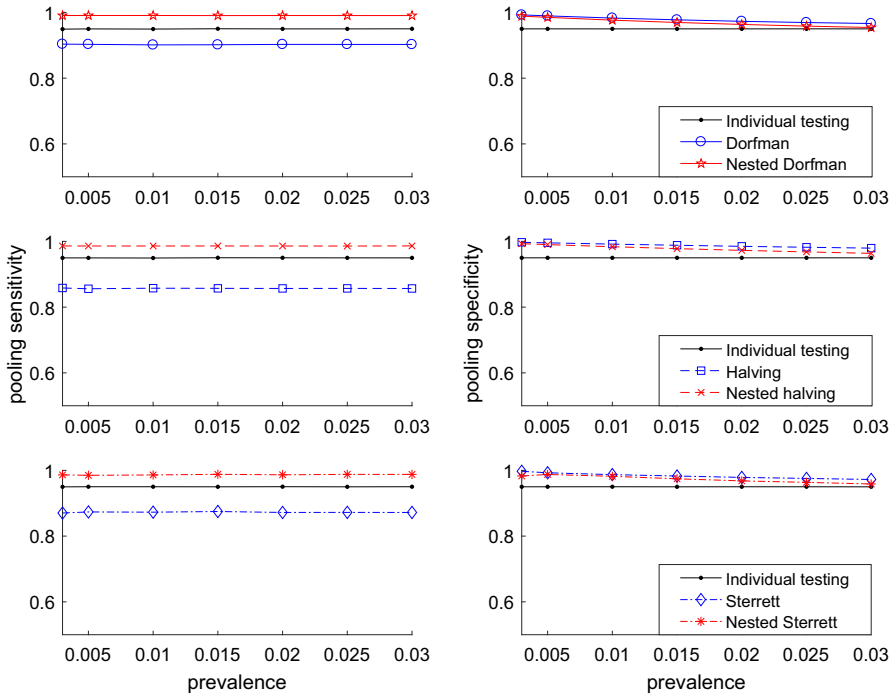 1
0.8
0.6
0.005 0.01 0.015 0.02 0.025 0.03
1
0.8
0.6
Individual testing
Dorfman
Nested Dorfman
0.005 0.01 0.015 0.02 0.025 0.03
pooling sensitivity
1
0.8
0.6
0.005 0.01 0.015 0.02 0.025 0.03
pooling specificity
1
0.8
0.6
Individual testing
Halving
Nested halving
0.005 0.01 0.015 0.02 0.025 0.03
1
0.8
0.6
0.005 0.01 0.015 0.02 0.025 0.03
prevalence
1
0.8
0.6
Individual testing
Sterrett
Nested Sterrett
0.005 0.01 0.015 0.02 0.025 0.03
prevalence